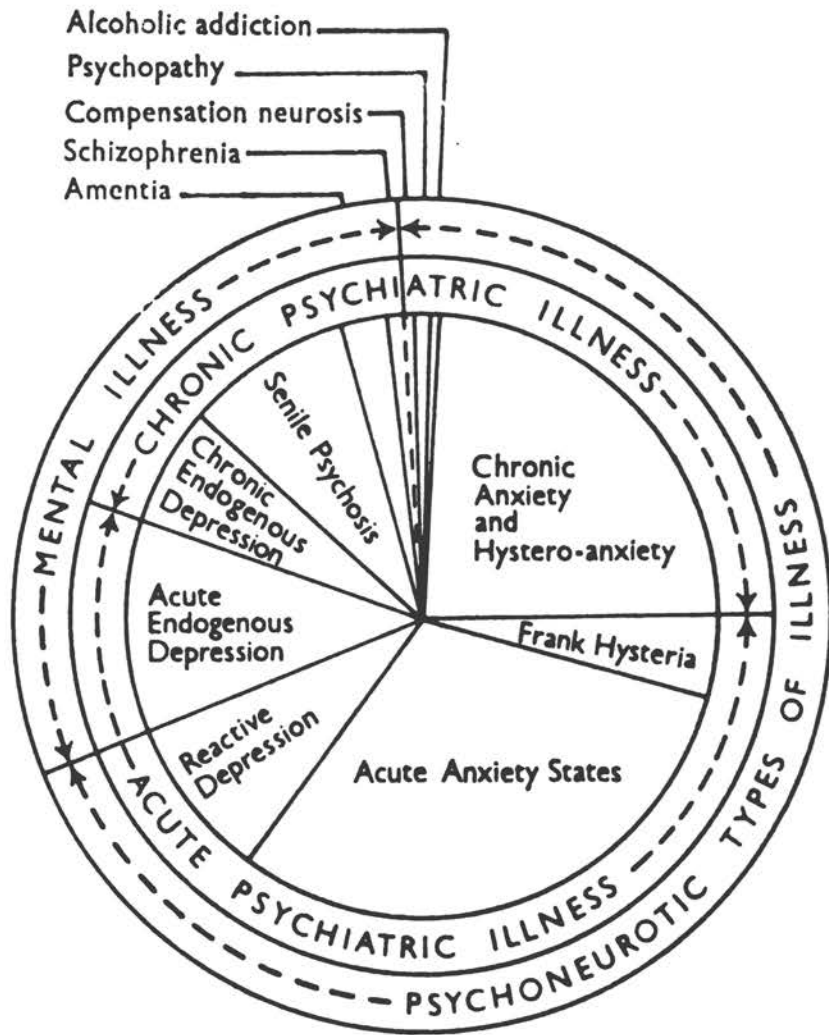 Alcoholic addiction
Psychopathy
Compensation neurosis
Schizophrenia
Amentia
MENTAL ILLNESS
CHRONIC PSYCHIATRIC ILLNESS
Senile Psychosis
Chronic
Endogenous
Depression
Chronic
Anxiety
and
Hystero-anxiety
Acute
Endogenous
Depression
Frank Hysteria
Reactive
Depression
Acute Anxiety States
ACUTE PSYCHIATRIC ILLNESS
PSYCHONEUROTIC TYPES OF ILLNESS